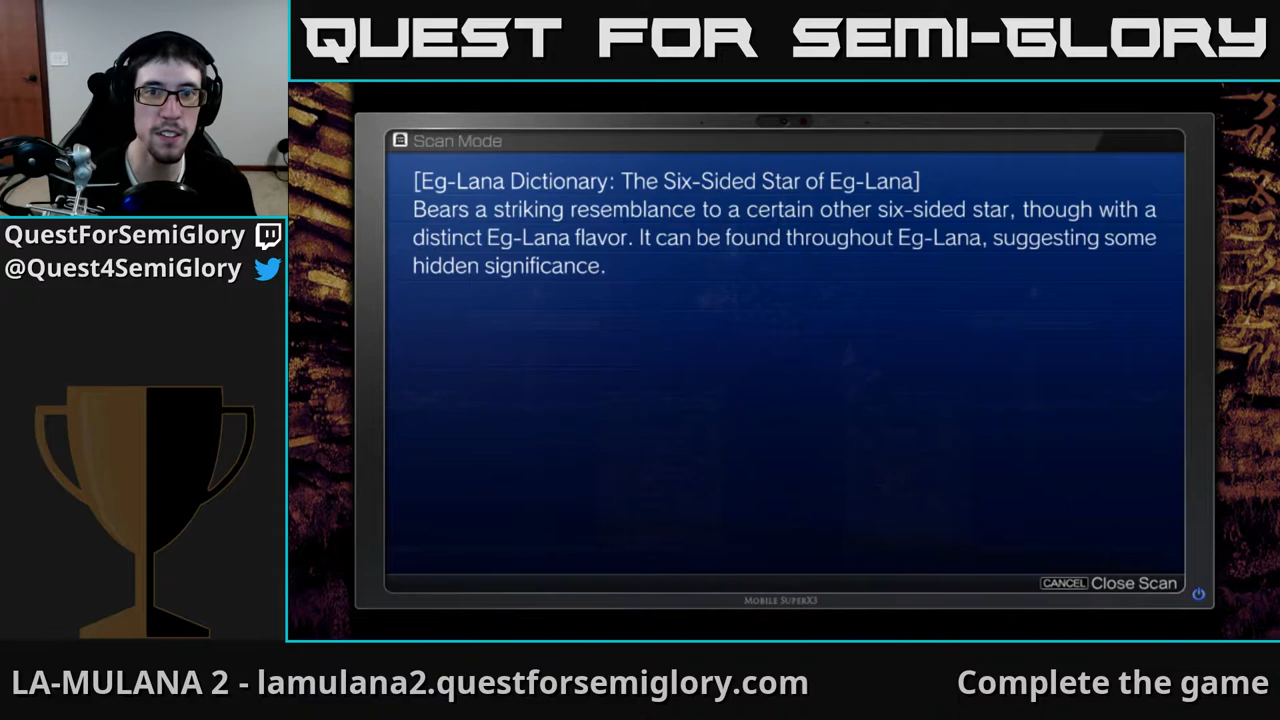 QUEST FOR SEMI-GLORY
Scan Mode
[Eg-Lana Dictionary: The Six-Sided Star of Eg-Lana]
Bears a striking resemblance to a certain other six-sided star, though with a
distinct Eg-Lana flavor. It can be found throughout Eg-Lana, suggesting some
hidden significance.
CANCEL Close Scan
MOBILE SUPERX3
QuestForSemiGlory
@Quest4SemiGlory
LA-MULANA 2 - lamulana2.questforsemiglory.com
Complete the game